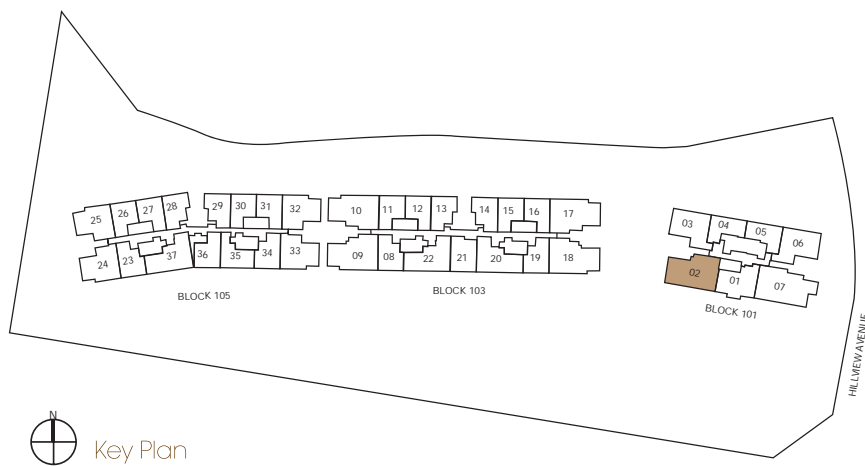 25 26 27 28 29 30 31 32 10 11 12 13 14 15 16 17
03 04 05 06
24 23 37 36 35 34 33 09 08 22 21 20 19 18
02 01 07
BLOCK 105
BLOCK 103
BLOCK 101
HILLVIEW AVENUE
N
Key Plan